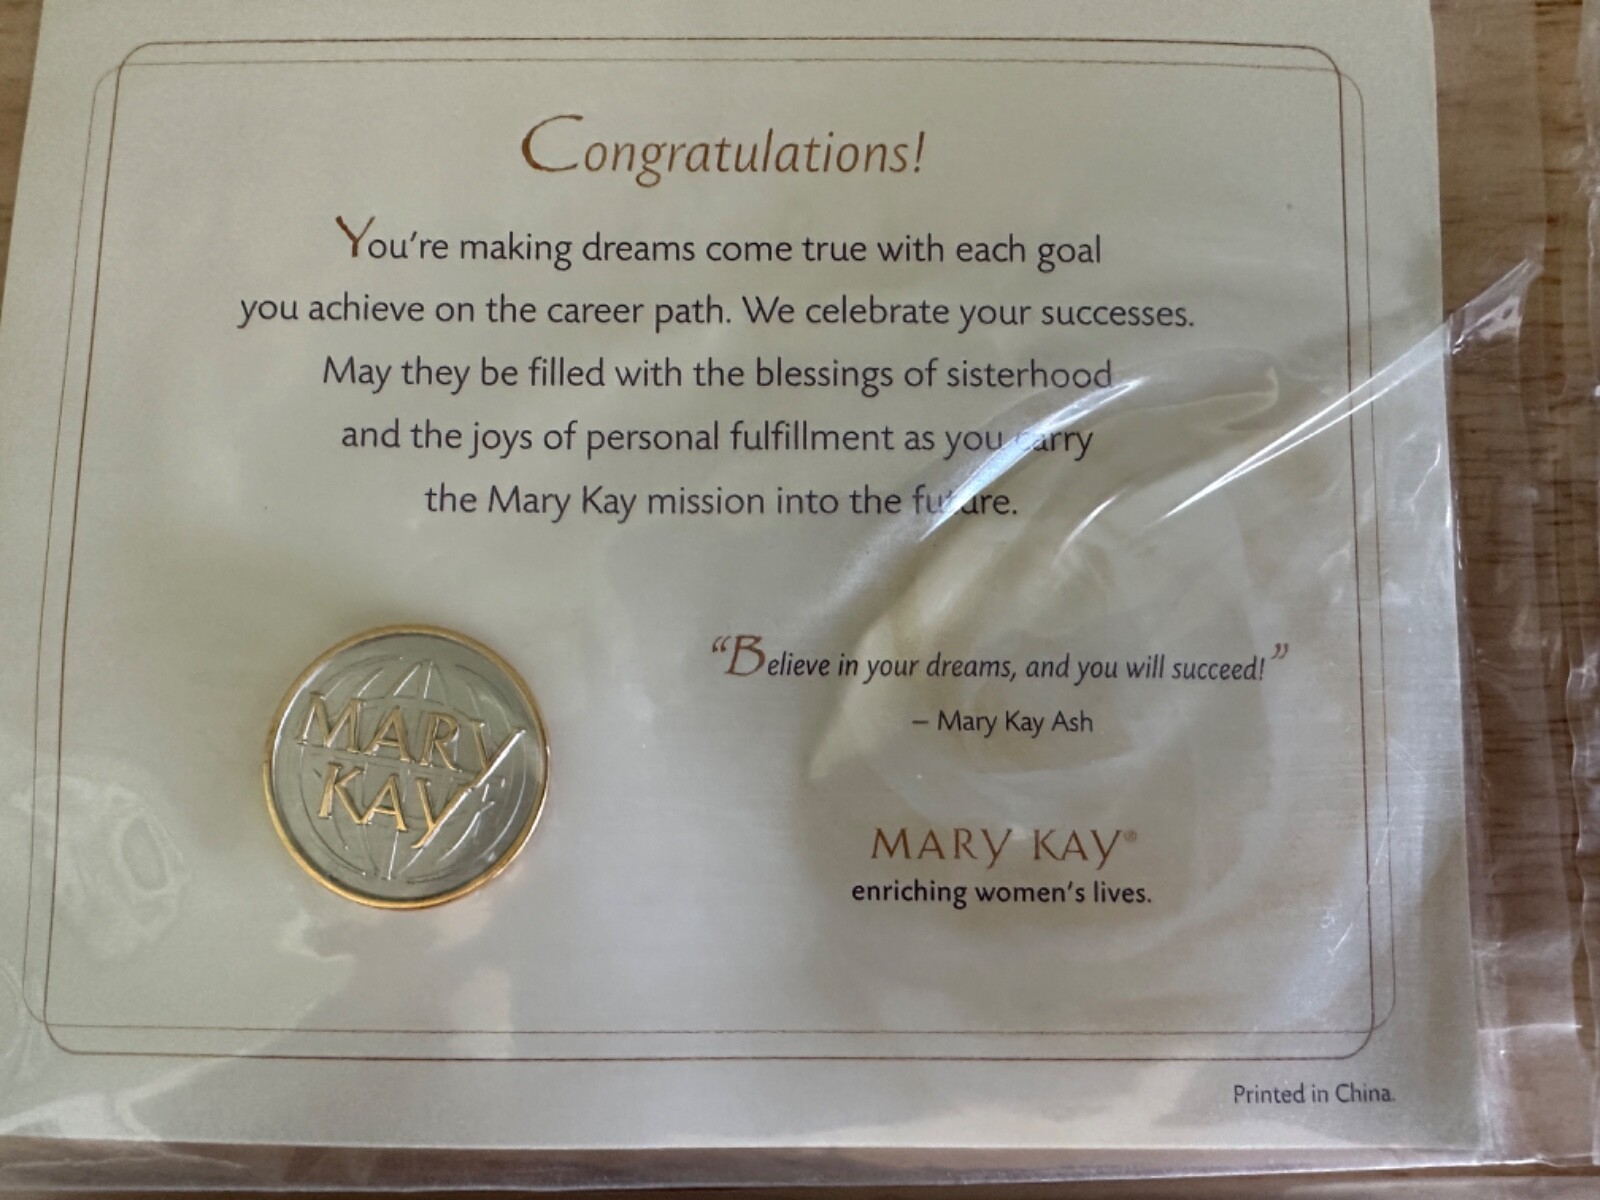 Congratulations!
You're making dreams come true with each goal
you achieve on the career path. We celebrate your successes.
May they be filled with the blessings of sisterhood
and the joys of personal fulfillment as you carry
the Mary Kay mission into the future.
MARY
KAY
“Believe in your dreams, and you will succeed!”
– Mary Kay Ash
MARY KAY®
enriching women's lives.
Printed in China.